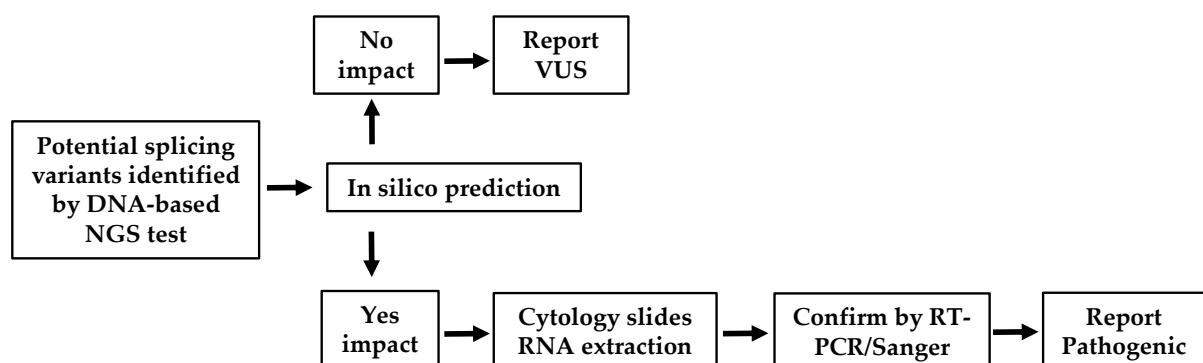 No
impact
Report
VUS
Potential splicing
variants identified
by DNA-based
NGS test
In silico prediction
Yes
impact
Cytology slides
RNA extraction
Confirm by RT-
PCR/Sanger
Report
Pathogenic